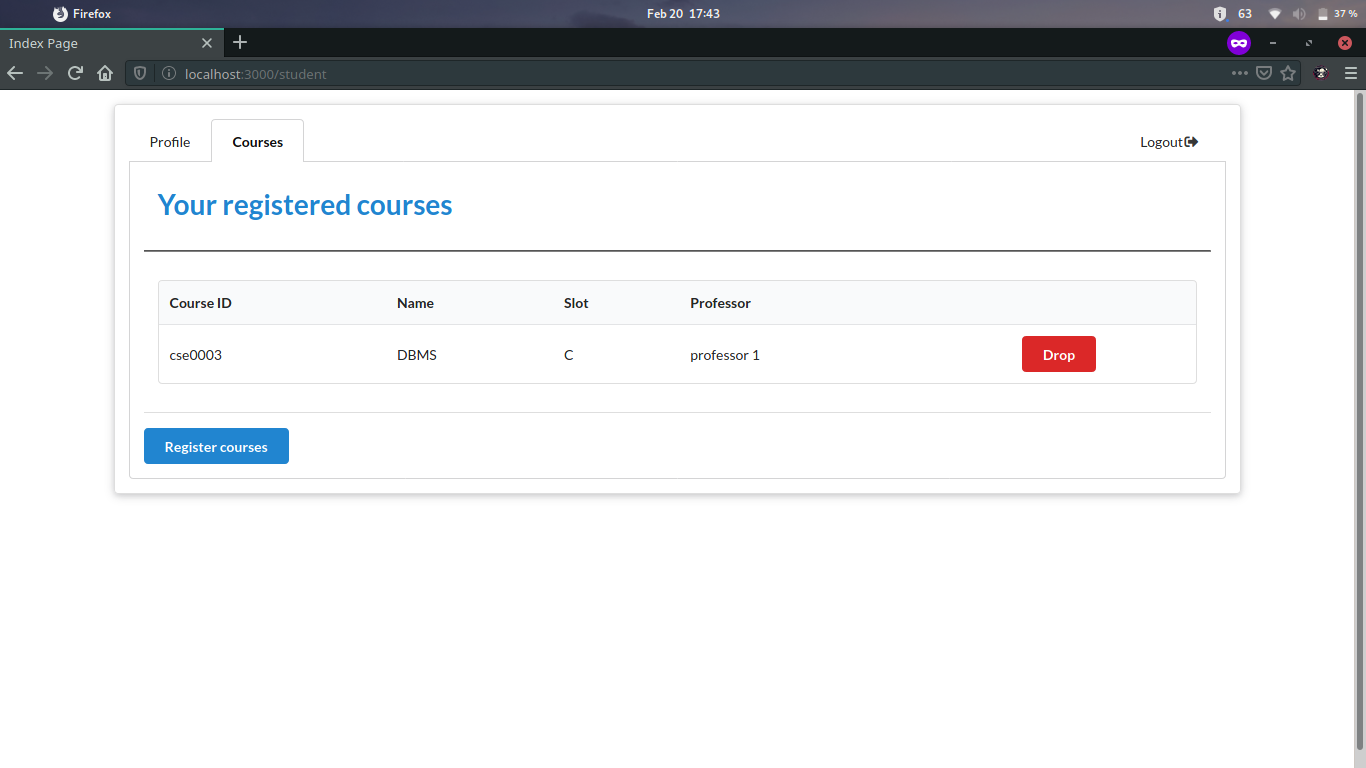 Firefox
Feb 20 17:43
63
37 %
Index Page
localhost:3000/student
Profile
Courses
Logout
Your registered courses
Course ID Name Slot Professor
cse0003 DBMS C professor 1 Drop
Register courses